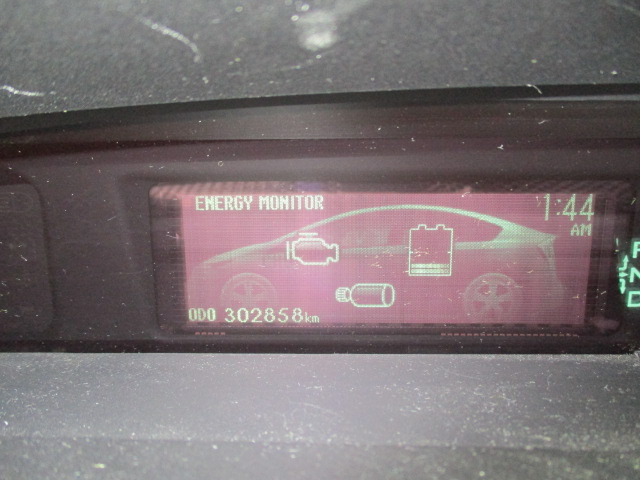 ENERGY MONITOR
1:44
AM
ODO 302858km
N
D